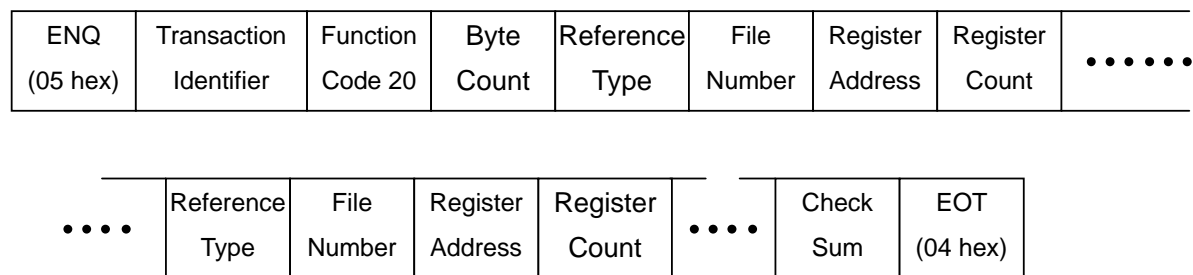 ENQ Transaction Function Byte Reference File Register Register
(05 hex) Identifier Code 20 Count Type Number Address Count ••••••
Reference File Register Register Check EOT
•••• Type Number Address Count •••• Sum (04 hex)